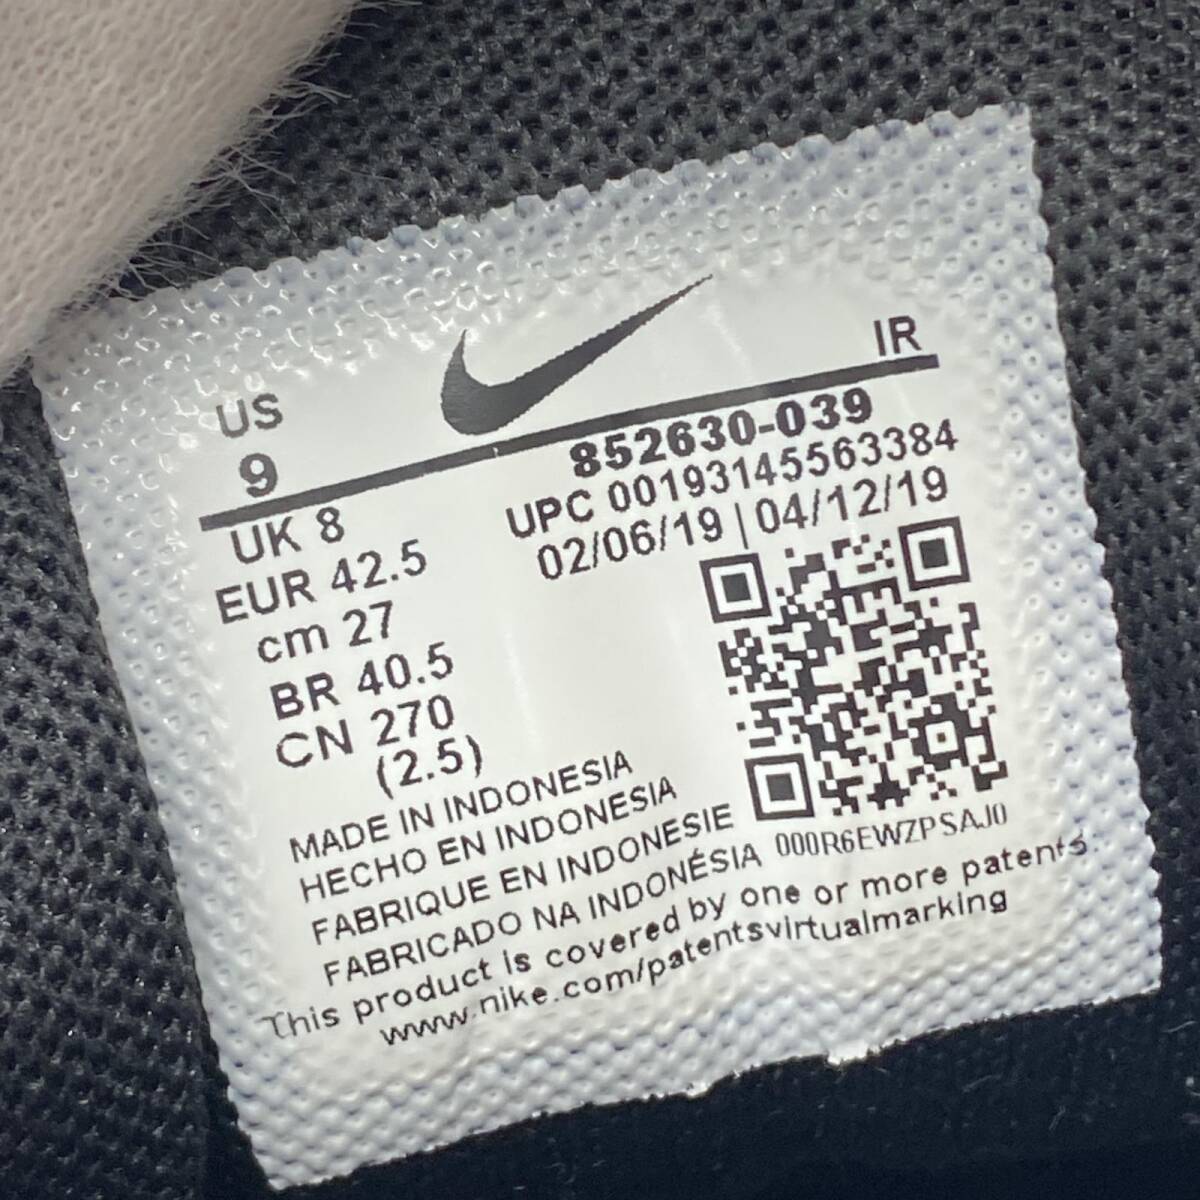 US
9
IR
852630-039
UPC 00193145563384
02/06/19 | 04/12/19
UK 8
EUR 42.5
cm 27
BR 40.5
CN 270
(2.5)
MADE IN INDONESIA
HECHO EN INDONESIA
FABRIQUE EN INDONESIE
FABRICADO NA INDONÉSIA
000R6EWZPSAJ0
This product is covered by one or more patents.
www.nike.com/patentsvirtualmarking